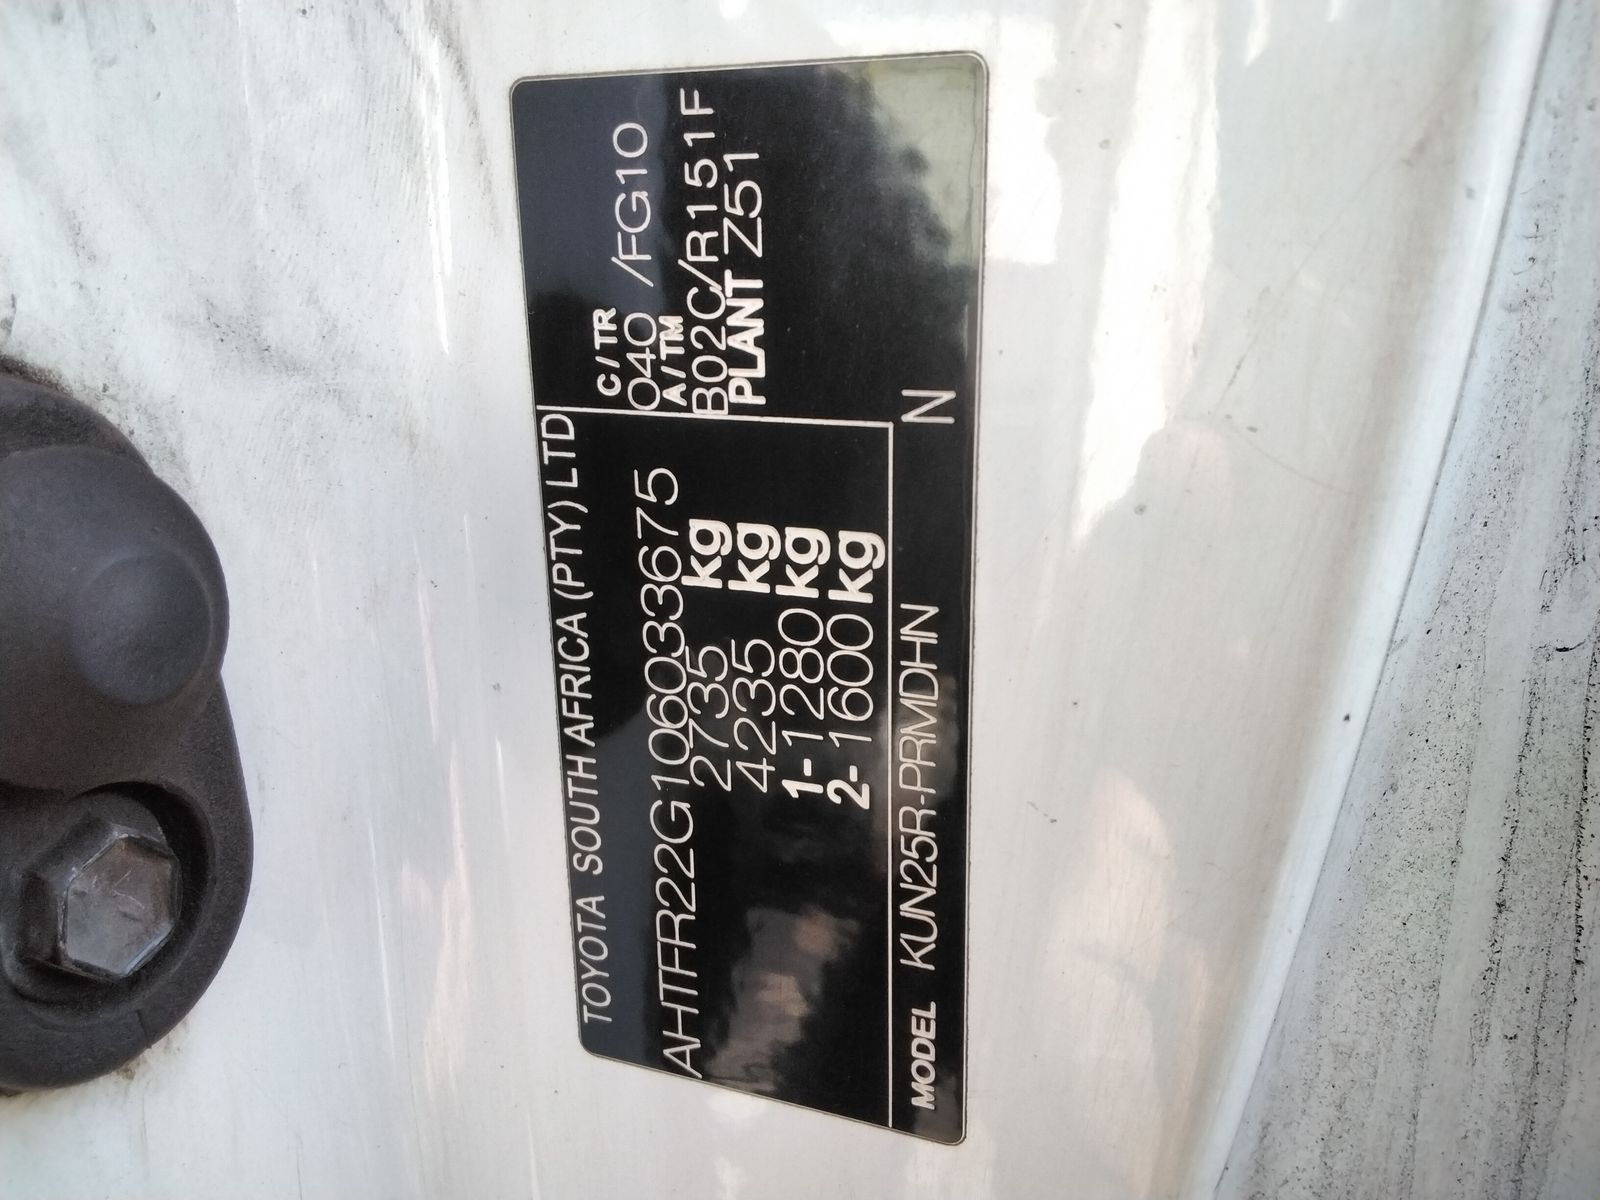 TOYOTA SOUTH AFRICA (PTY) LTD
AHTFR22G106033675
2735 kg
4235 kg
1- 1280 kg
2- 1600 kg
C/TR
040 /FG10
A/TM
B02C/R151F
PLANT Z51
MODEL KUN25R-PRMDHN N